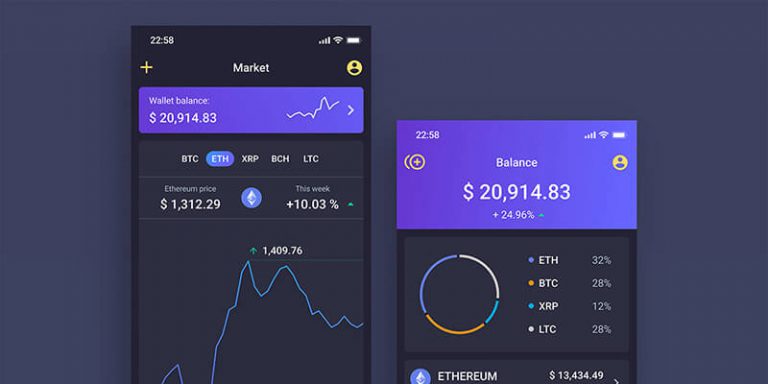 22:58
Market
Wallet balance:
$ 20,914.83
BTC ETH XRP BCH LTC
Ethereum price
$ 1,312.29
This week
+10.03 %
1,409.76
22:58
Balance
$ 20,914.83
+ 24.96%
ETH 32%
BTC 28%
XRP 12%
LTC 28%
ETHEREUM $ 13,434.49